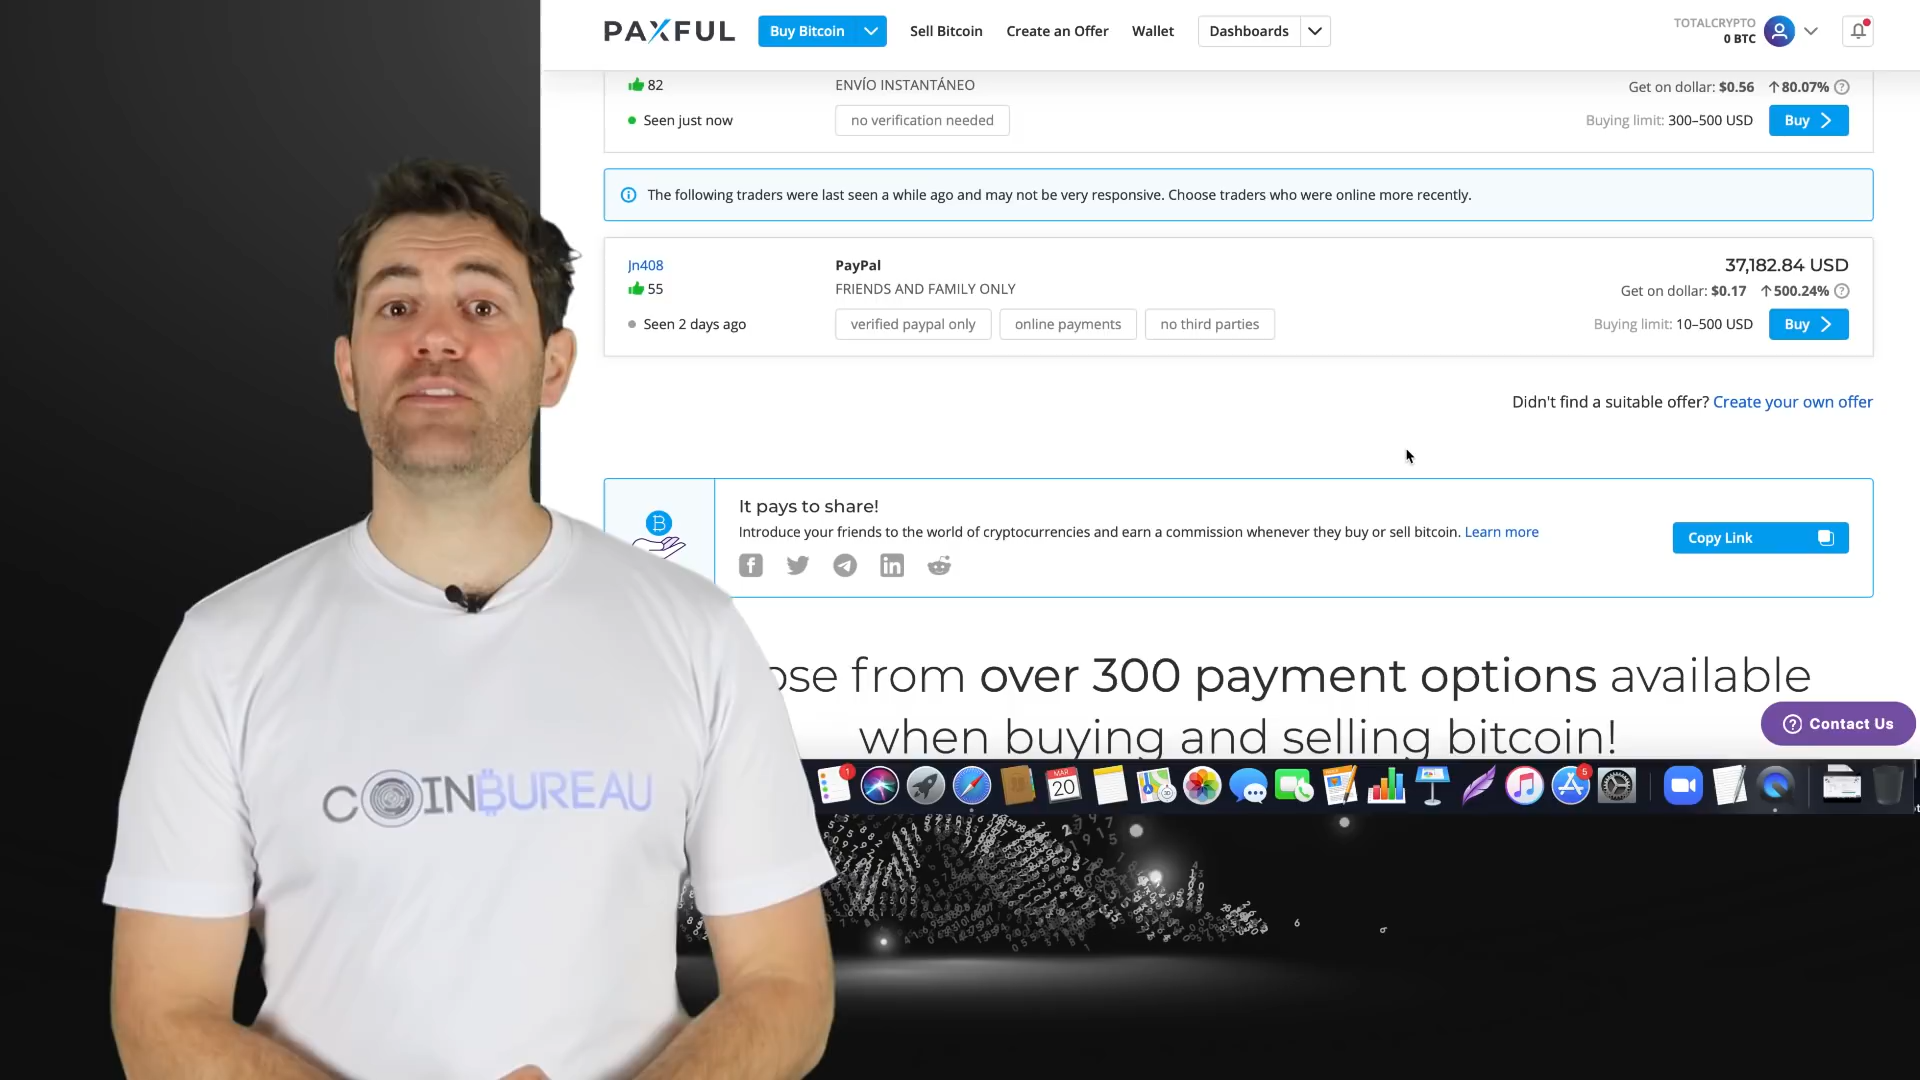 PAXFUL
Buy Bitcoin
Sell Bitcoin
Create an Offer
Wallet
Dashboards
TOTALCRYPTO
0 BTC
82
ENVÍO INSTANTÁNEO
Get on dollar: $0.56 ↑80.07% ?
Seen just now
no verification needed
Buying limit: 300–500 USD
Buy
The following traders were last seen a while ago and may not be very responsive. Choose traders who were online more recently.
Jn408
PayPal
37,182.84 USD
55
FRIENDS AND FAMILY ONLY
Get on dollar: $0.17 ↑500.24% ?
Seen 2 days ago
verified paypal only
online payments
no third parties
Buying limit: 10–500 USD
Buy
Didn't find a suitable offer? Create your own offer
It pays to share!
Introduce your friends to the world of cryptocurrencies and earn a commission whenever they buy or sell bitcoin. Learn more
Copy Link
ose from over 300 payment options available
when buying and selling bitcoin!
Contact Us
1
MAR
20
5
COINBUREAU